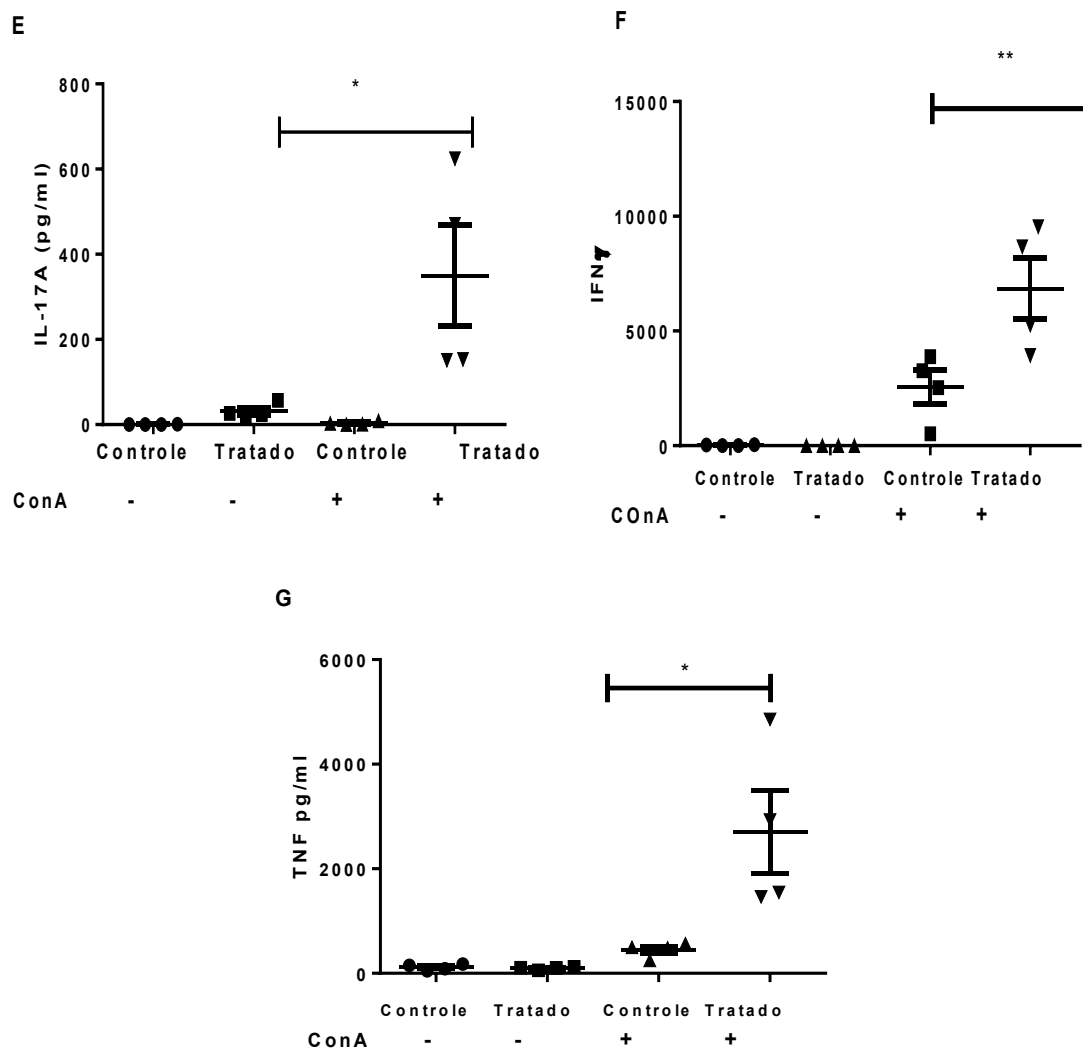 E
*
800
600
400
200
0
IL-17A (pg/ml)
Controle Tratado Controle Tratado
ConA - - + +
F
**
15000
10000
5000
0
IFNγ
Controle Tratado Controle Tratado
COnA - - + +
G
*
6000
4000
2000
0
TNF pg/ml
Controle Tratado Controle Tratado
ConA - - + +